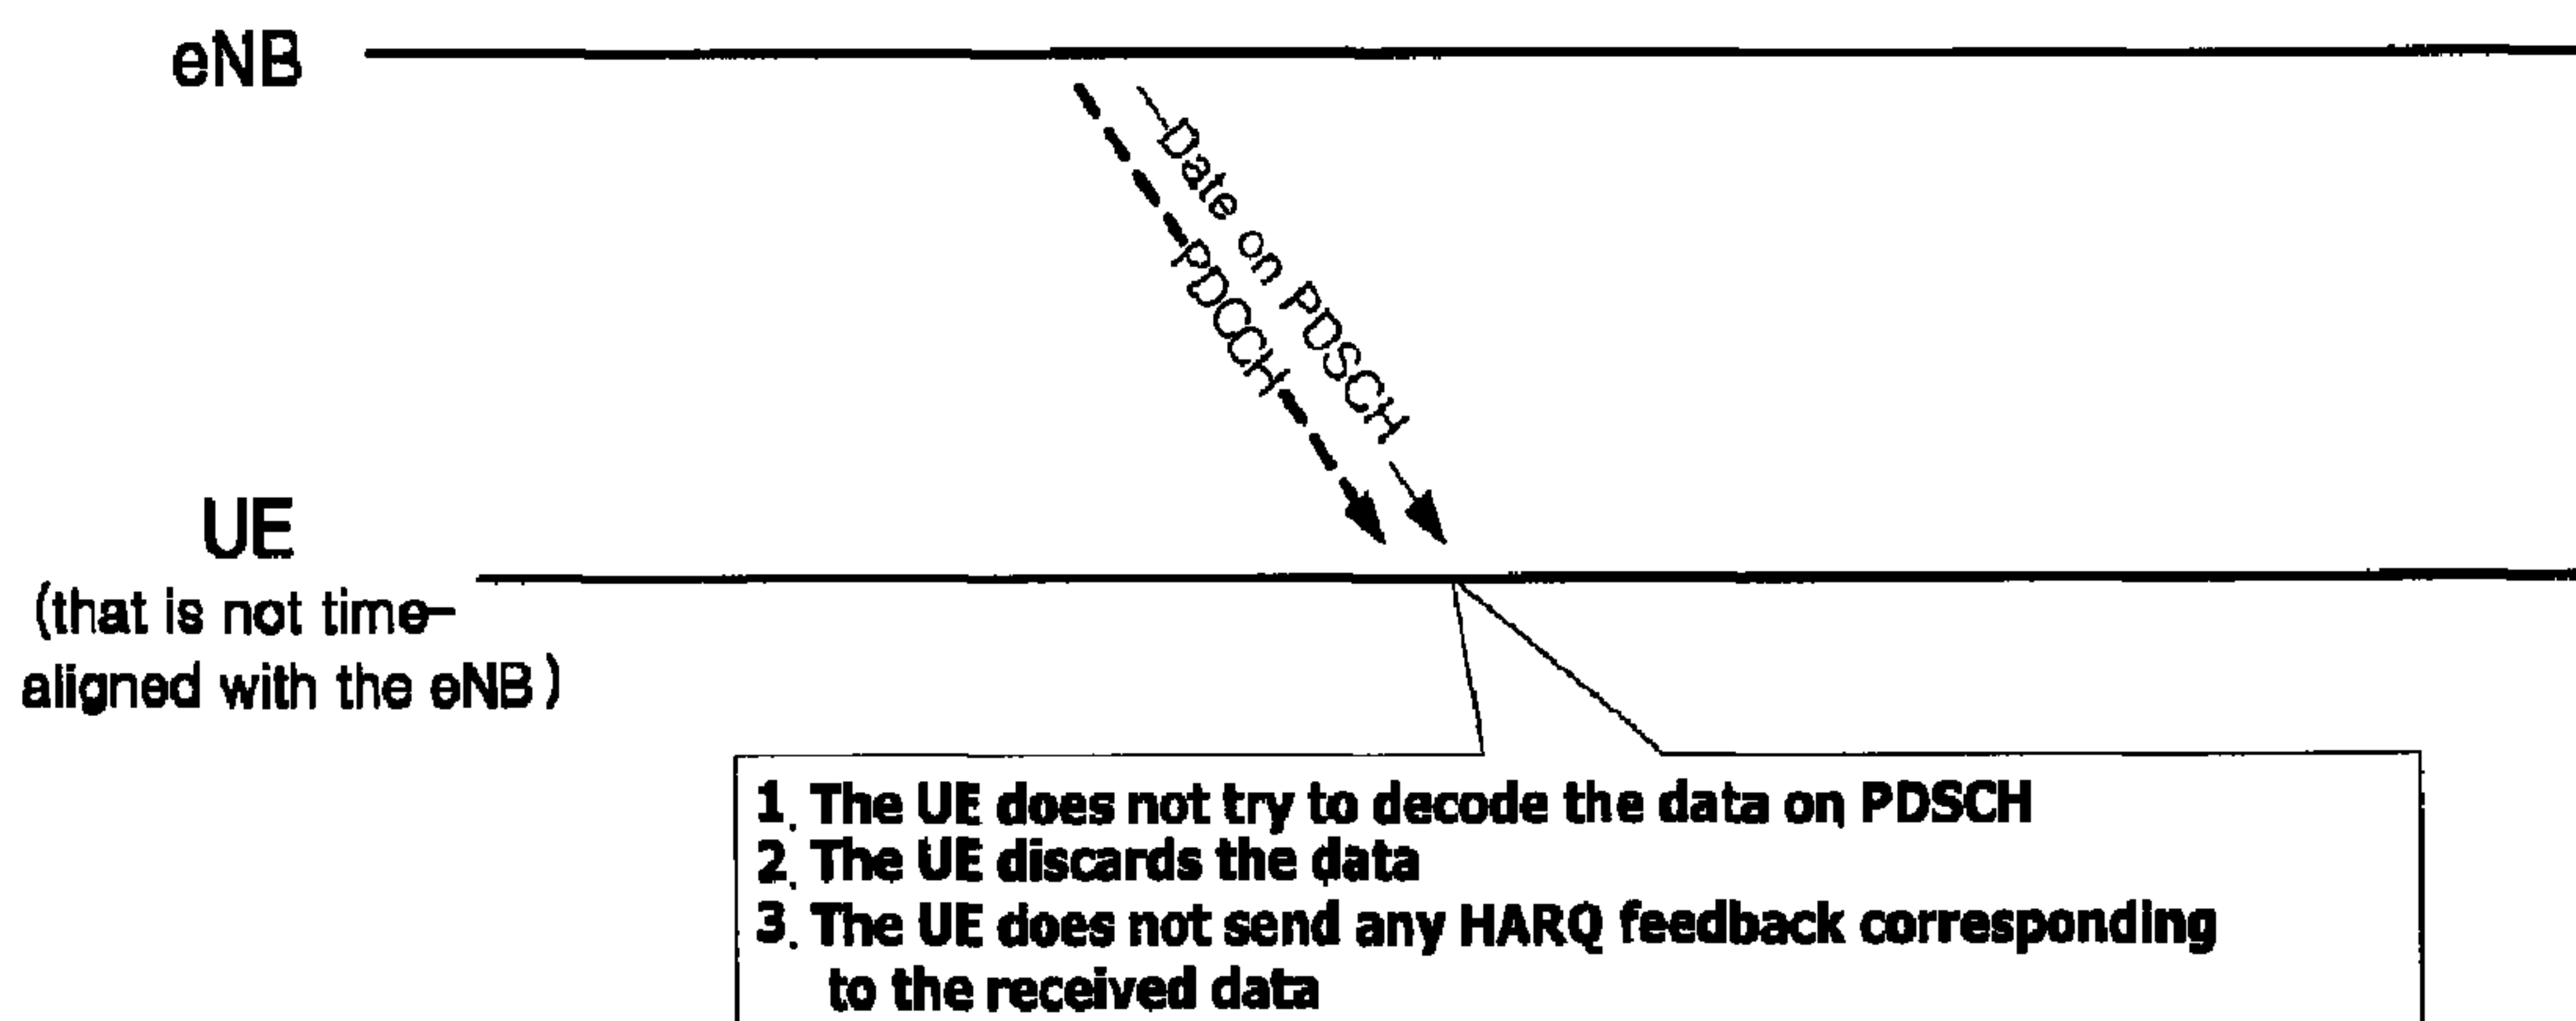 eNB
Date on PDSCH
PDCCH
UE
(that is not time-
aligned with the eNB)
1. The UE does not try to decode the data on PDSCH
2. The UE discards the data
3. The UE does not send any HARQ feedback corresponding
to the received data